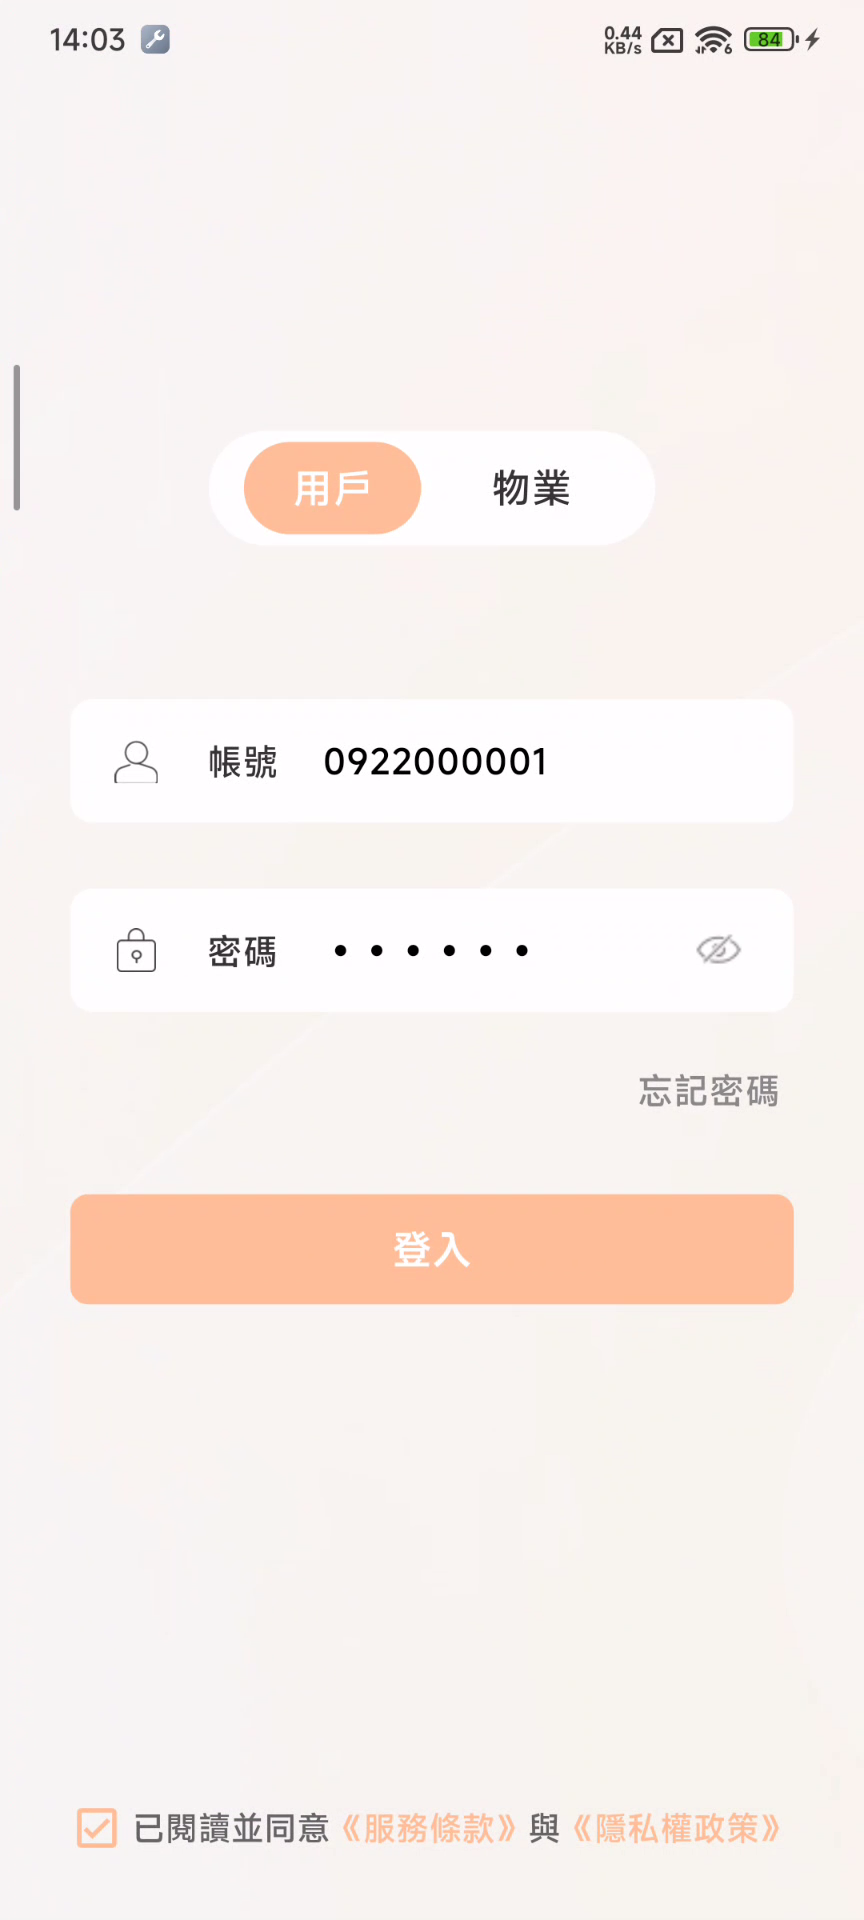 14:03 0.44 KB/s 6 84
用戶 物業
帳號 0922000001
密碼 ••••••
忘記密碼
登入
已閱讀並同意《服務條款》與《隱私權政策》